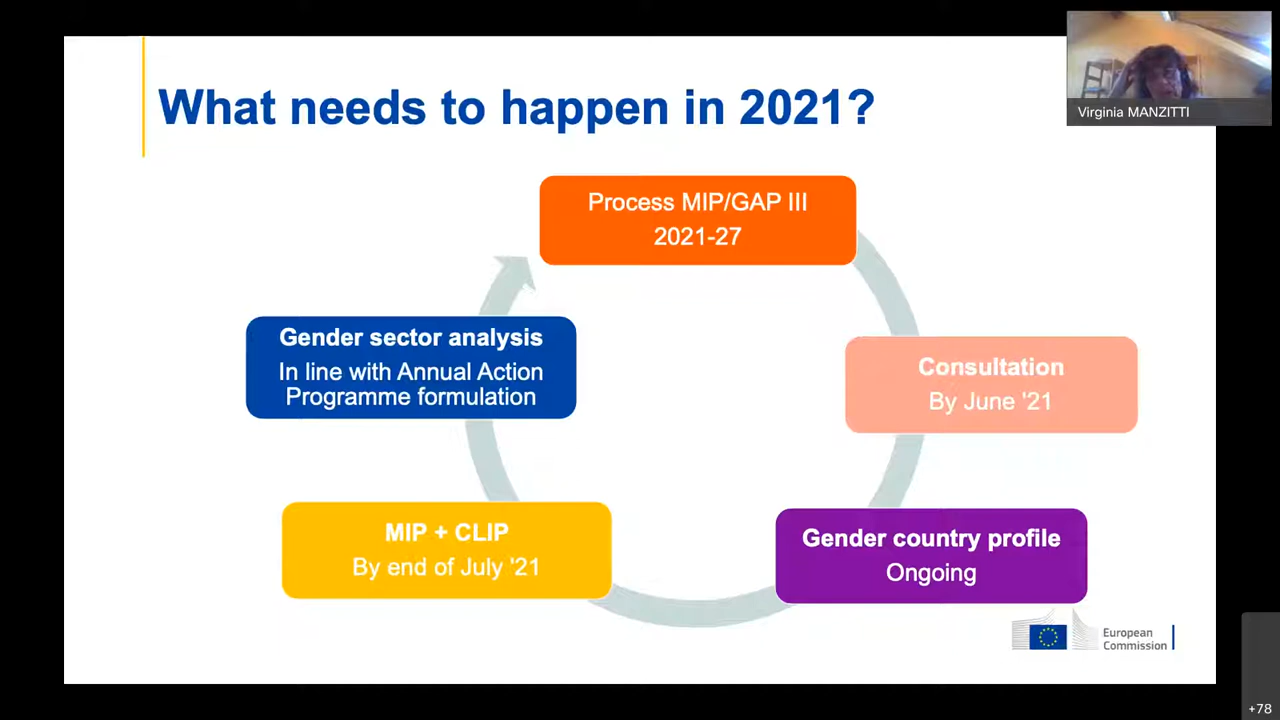 What needs to happen in 2021?
Virginia MANZITTI
Process MIP/GAP III
2021-27
Consultation
By June '21
Gender country profile
Ongoing
MIP + CLIP
By end of July '21
Gender sector analysis
In line with Annual Action
Programme formulation
European
Commission
+78